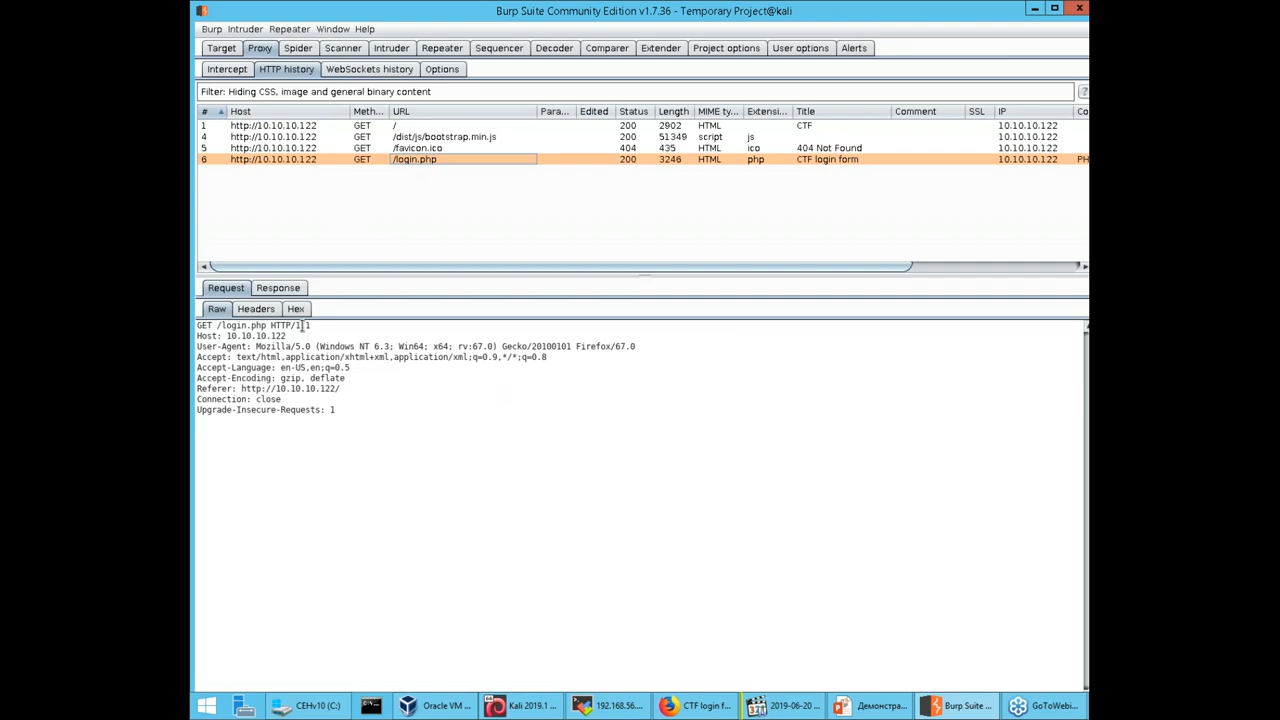 Burp Suite Community Edition v1.7.36 - Temporary Project@kali
Burp Intruder Repeater Window Help
Target Proxy Spider Scanner Intruder Repeater Sequencer Decoder Comparer Extender Project options User options Alerts
Intercept HTTP history WebSockets history Options
Filter: Hiding CSS, image and general binary content ?
# Host Meth... URL Para... Edited Status Length MIME ty... Extensi... Title Comment SSL IP Co
1 http://10.10.10.122 GET / 200 2902 HTML CTF 10.10.10.122
4 http://10.10.10.122 GET /dist/js/bootstrap.min.js 200 51349 script js 10.10.10.122
5 http://10.10.10.122 GET /favicon.ico 404 435 HTML ico 404 Not Found 10.10.10.122
6 http://10.10.10.122 GET /login.php 200 3246 HTML php CTF login form 10.10.10.122 PH
Request Response
Raw Headers Hex
GET /login.php HTTP/1.1
Host: 10.10.10.122
User-Agent: Mozilla/5.0 (Windows NT 6.3; Win64; x64; rv:67.0) Gecko/20100101 Firefox/67.0
Accept: text/html,application/xhtml+xml,application/xml;q=0.9,*/*;q=0.8
Accept-Language: en-US,en;q=0.5
Accept-Encoding: gzip, deflate
Referer: http://10.10.10.122/
Connection: close
Upgrade-Insecure-Requests: 1
CEHv10 (C:) Oracle VM ... Kali 2019.1 ... 192.168.56.... CTF login f... 2019-06-20 ... Демонстра... Burp Suite ... GoToWebi...